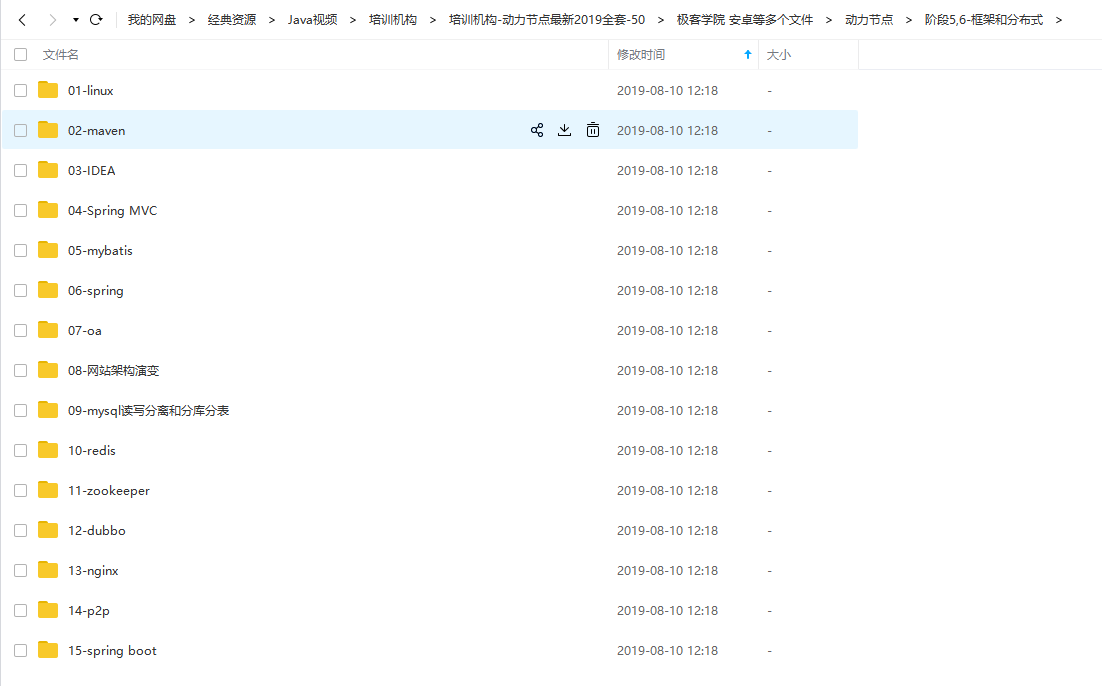 我的网盘 > 经典资源 > Java视频 > 培训机构 > 培训机构-动力节点最新2019全套-50 > 极客学院 安卓等多个文件 > 动力节点 > 阶段5,6-框架和分布式 >
文件名 修改时间 大小
01-linux 2019-08-10 12:18 -
02-maven 2019-08-10 12:18 -
03-IDEA 2019-08-10 12:18 -
04-Spring MVC 2019-08-10 12:18 -
05-mybatis 2019-08-10 12:18 -
06-spring 2019-08-10 12:18 -
07-oa 2019-08-10 12:18 -
08-网站架构演变 2019-08-10 12:18 -
09-mysql读写分离和分库分表 2019-08-10 12:18 -
10-redis 2019-08-10 12:18 -
11-zookeeper 2019-08-10 12:18 -
12-dubbo 2019-08-10 12:18 -
13-nginx 2019-08-10 12:18 -
14-p2p 2019-08-10 12:18 -
15-spring boot 2019-08-10 12:18 -